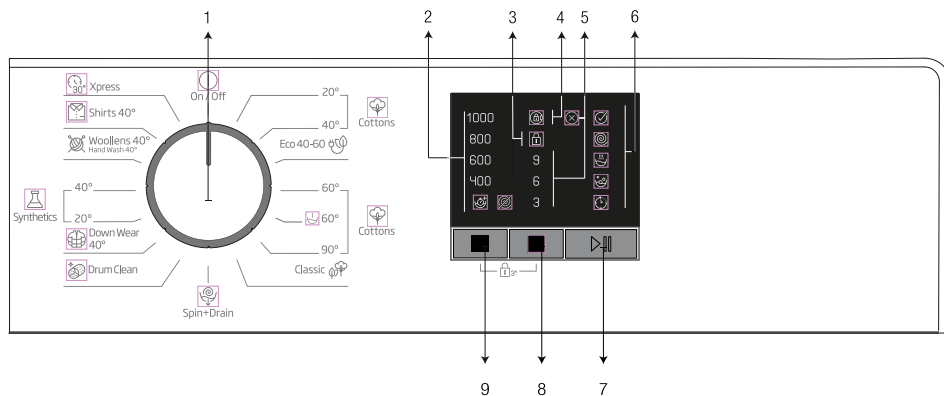 1 2 3 4 5 6
30° Xpress
Shirts 40°
Woollens 40°
Hand Wash 40°
40°
Synthetics
20°
Down Wear
40°
Drum Clean
On / Off
20°
40°
Cottons
Eco 40-60
60°
60°
90°
Cottons
Classic
Spin+Drain
1000
800
600 9
400 6
3
3"
9 8 7